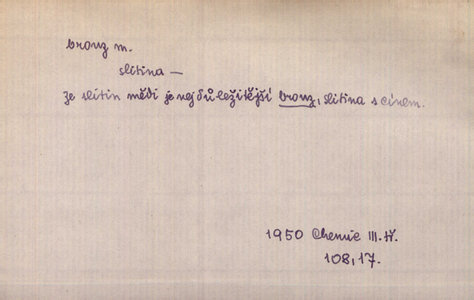 bronz m.
slitina —
ze slitin mědi je nejdůležitější bronz, slitina s cínem.
1950 Chemie III.tř.
108,17.